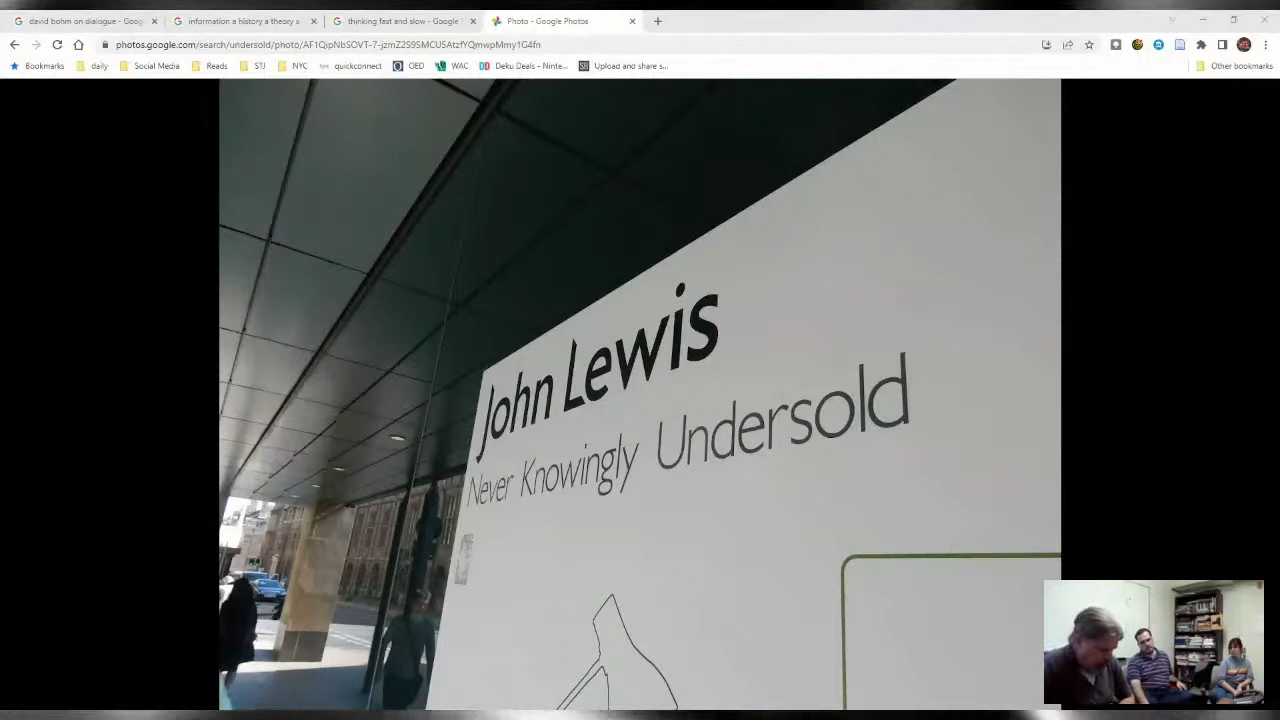 david bohm on dialogue - Goog
information a history a theory a
thinking fast and slow - Google
Photo - Google Photos
photos.google.com/search/undersold/photo/AF1QipNbSOVT-7-jzmZ2S9SMCU5AtzfYQmwpMmy1G4fn
Bookmarks daily Social Media Reads STJ NYC quickconnect OED WAC Deku Deals - Ninte... Upload and share s... Other bookmarks
John Lewis
Never Knowingly Undersold